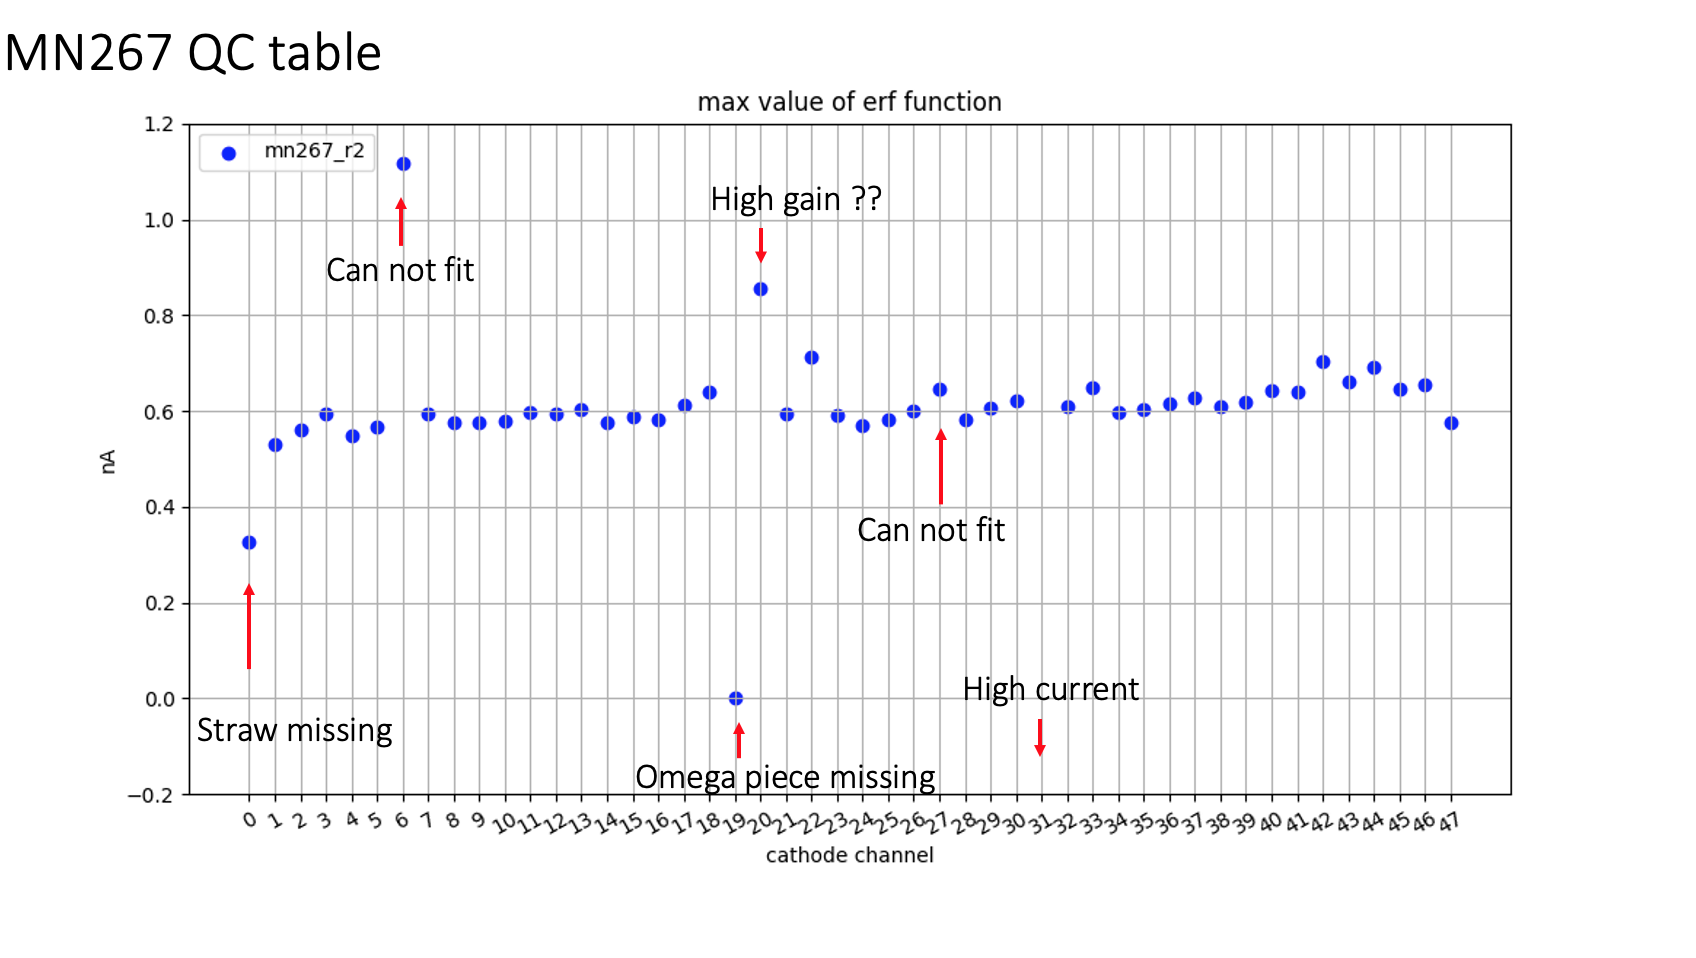 MN267 QC table
max value of erf function
mn267_r2
High gain ??
Can not fit
Can not fit
High current
Straw missing
Omega piece missing
nA
1.2
1.0
0.8
0.6
0.4
0.2
0.0
−0.2
0 1 2 3 4 5 6 7 8 9 10 11 12 13 14 15 16 17 18 19 20 21 22 23 24 25 26 27 28 29 30 31 32 33 34 35 36 37 38 39 40 41 42 43 44 45 46 47
cathode channel